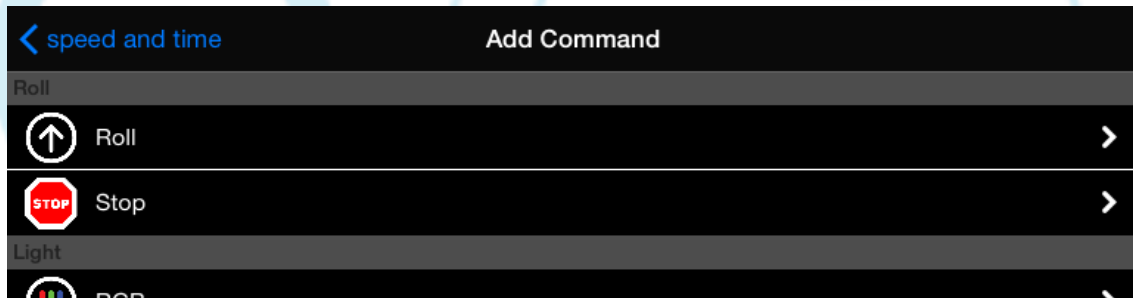 speed and time
Add Command
Roll
Roll
STOP
Stop
Light